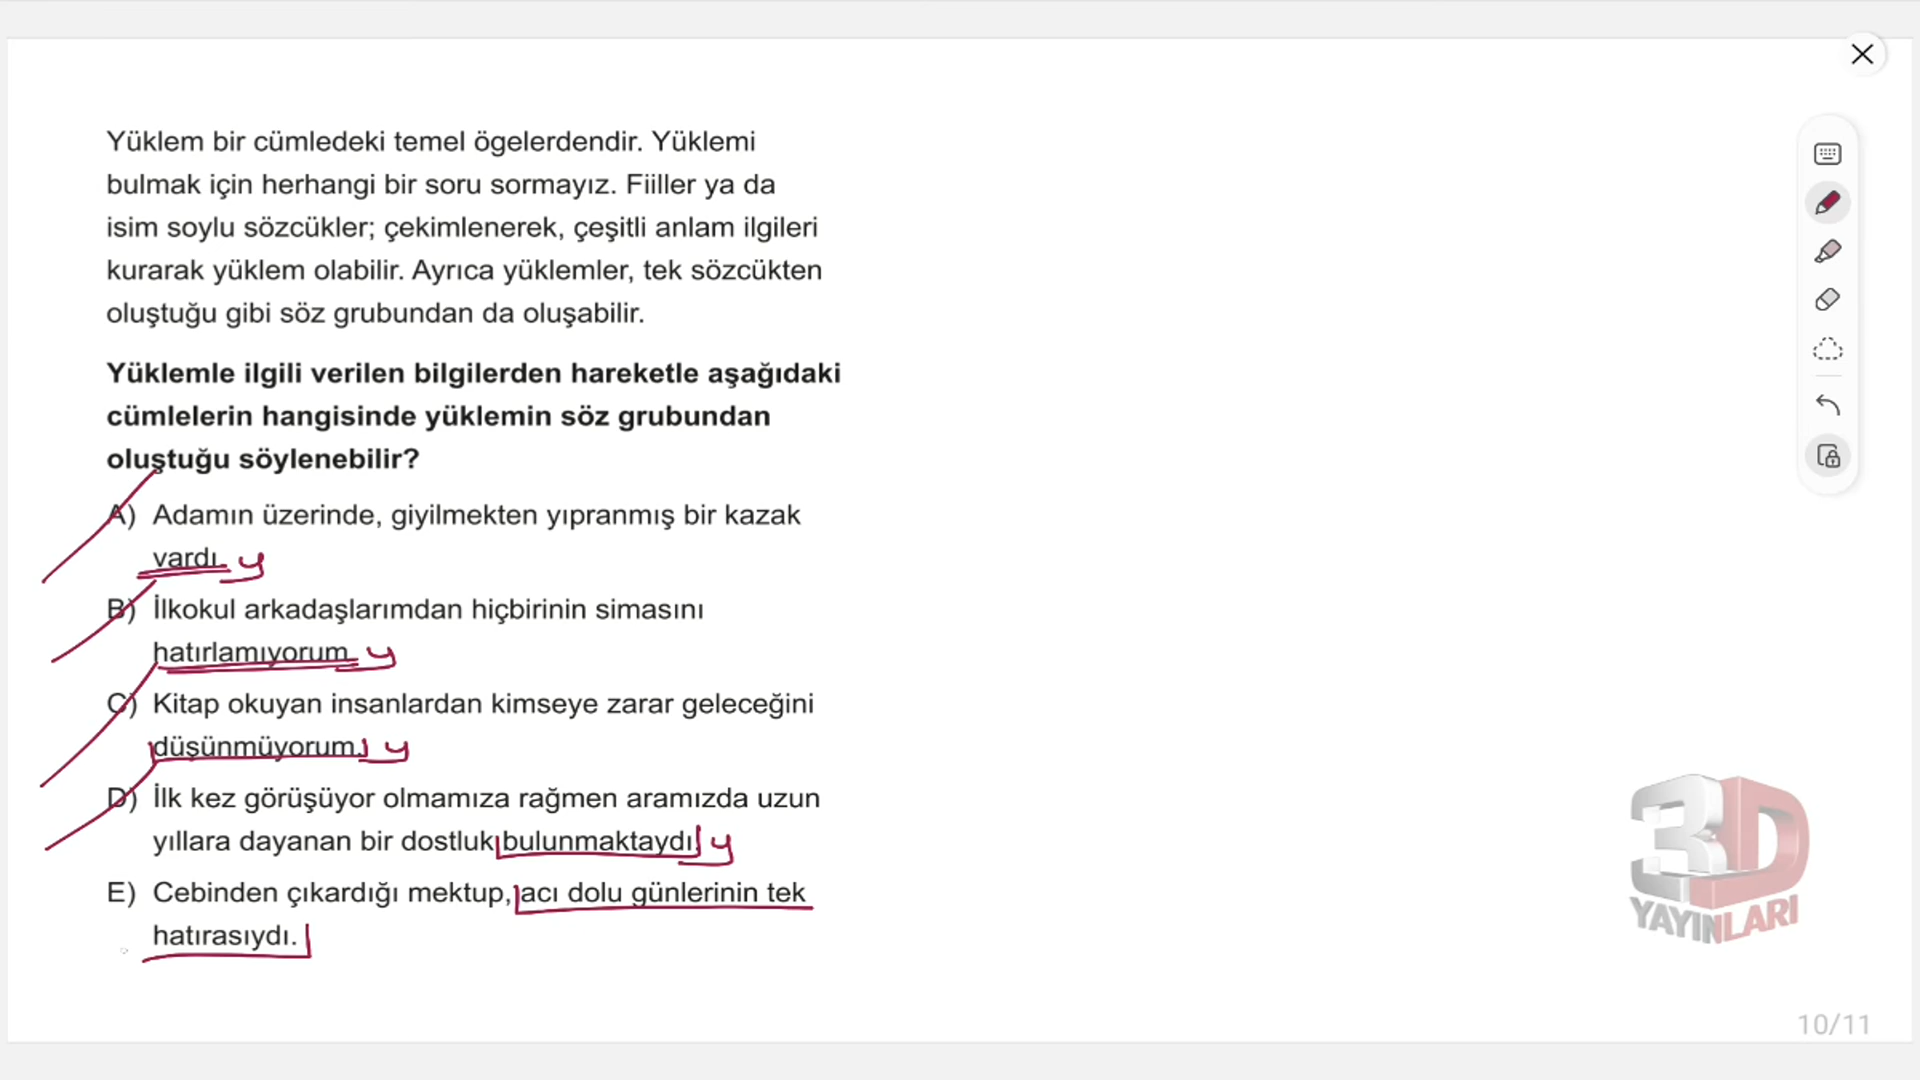 Yüklem bir cümledeki temel ögelerdendir. Yüklemi
bulmak için herhangi bir soru sormayız. Fiiller ya da
isim soylu sözcükler; çekimlenerek, çeşitli anlam ilgileri
kurarak yüklem olabilir. Ayrıca yüklemler, tek sözcükten
oluştuğu gibi söz grubundan da oluşabilir.
Yüklemle ilgili verilen bilgilerden hareketle aşağıdaki
cümlelerin hangisinde yüklemin söz grubundan
oluştuğu söylenebilir?
A) Adamın üzerinde, giyilmekten yıpranmış bir kazak
vardı. y
B) İlkokul arkadaşlarımdan hiçbirinin simasını
hatırlamıyorum. y
C) Kitap okuyan insanlardan kimseye zarar geleceğini
düşünmüyorum. y
D) İlk kez görüşüyor olmamıza rağmen aramızda uzun
yıllara dayanan bir dostluk bulunmaktaydı. y
E) Cebinden çıkardığı mektup, acı dolu günlerinin tek
hatırasıydı.
3D
YAYINLARI
10/11